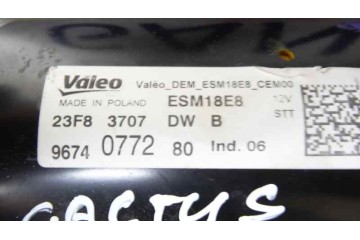 Valeo Valeo_DEM_ESM18E8_CEM00
MADE IN POLAND ESM18E8 12V
23F8 3707 DW B STT
9674 0772 80 Ind. 06
CACTUS